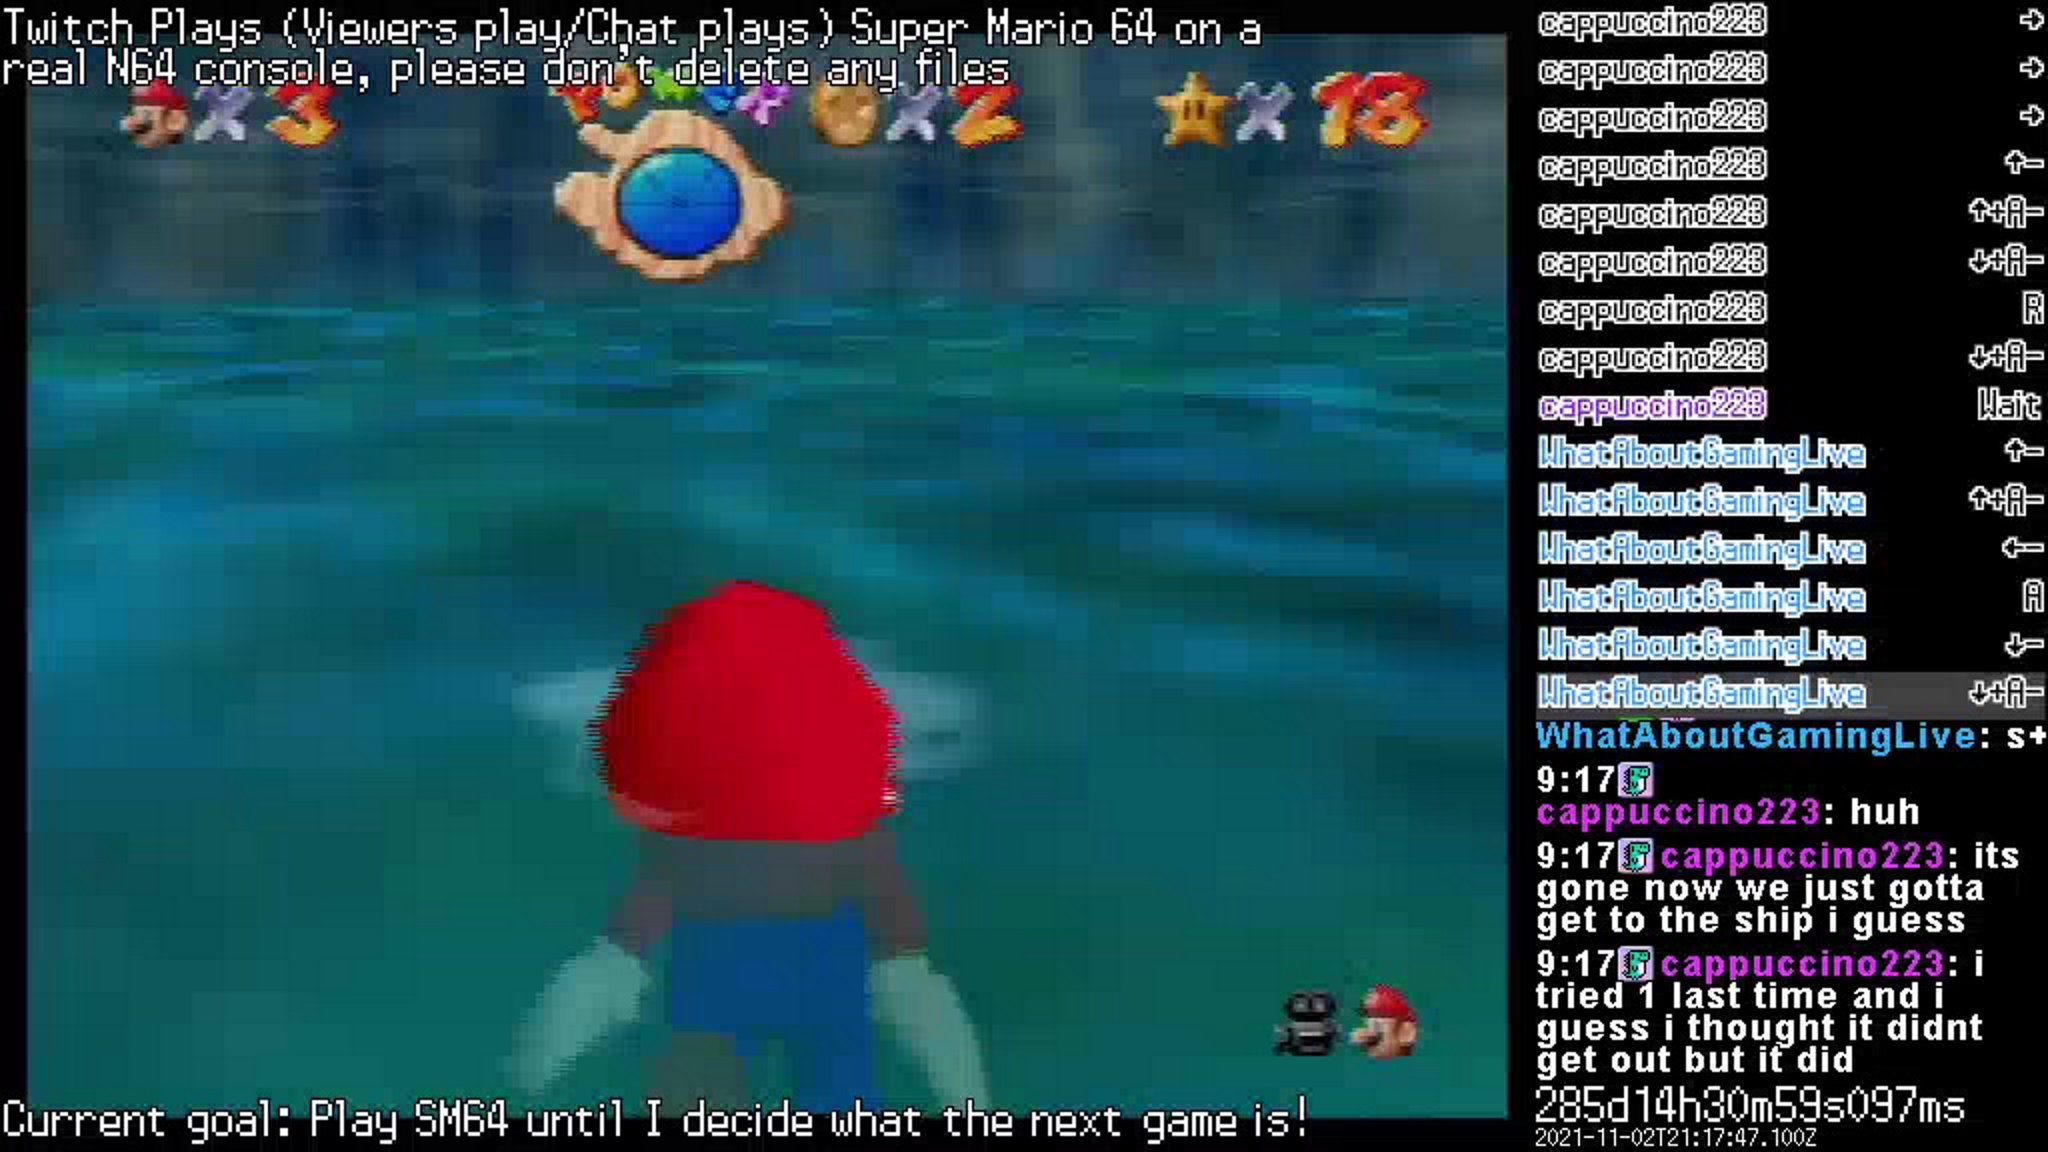 Twitch Plays (Viewers play/Chat plays) Super Mario 64 on a
real N64 console, please don't delete any files
x 3
x 2
x 18
cappuccino223 →
cappuccino223 →
cappuccino223 →
cappuccino223 ↑-
cappuccino223 ↑+A-
cappuccino223 ↓+A-
cappuccino223 R
cappuccino223 ↓+A-
cappuccino223 Wait
WhatAboutGamingLive ↑-
WhatAboutGamingLive ↑+A-
WhatAboutGamingLive ←-
WhatAboutGamingLive A
WhatAboutGamingLive ↓-
WhatAboutGamingLive ↓+A-
WhatAboutGamingLive: s+
9:17
cappuccino223: huh
9:17 cappuccino223: its
gone now we just gotta
get to the ship i guess
9:17 cappuccino223: i
tried 1 last time and i
guess i thought it didnt
get out but it did
285d14h30m59s097ms
2021-11-02T21:17:47.100Z
Current goal: Play SM64 until I decide what the next game is!